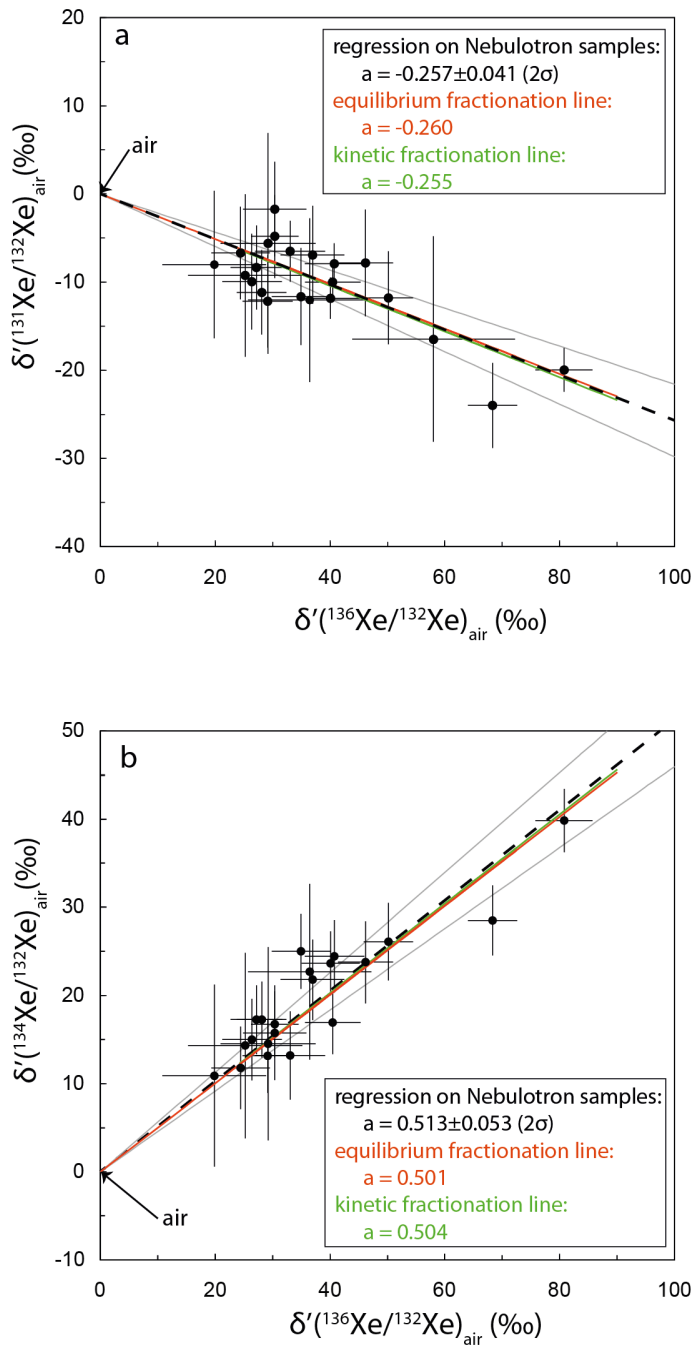 a
regression on Nebulotron samples:
a = -0.257±0.041 (2σ)
equilibrium fractionation line:
a = -0.260
kinetic fractionation line:
a = -0.255
air
20
10
0
-10
-20
-30
-40
δ′(¹³¹Xe/¹³²Xe)air(‰)
0 20 40 60 80 100
δ′(¹³⁶Xe/¹³²Xe)air (‰)
b
50
40
30
20
10
0
-10
δ′(¹³⁴Xe/¹³²Xe)air(‰)
regression on Nebulotron samples:
a = 0.513±0.053 (2σ)
equilibrium fractionation line:
a = 0.501
kinetic fractionation line:
a = 0.504
air
0 20 40 60 80 100
δ′(¹³⁶Xe/¹³²Xe)air (‰)